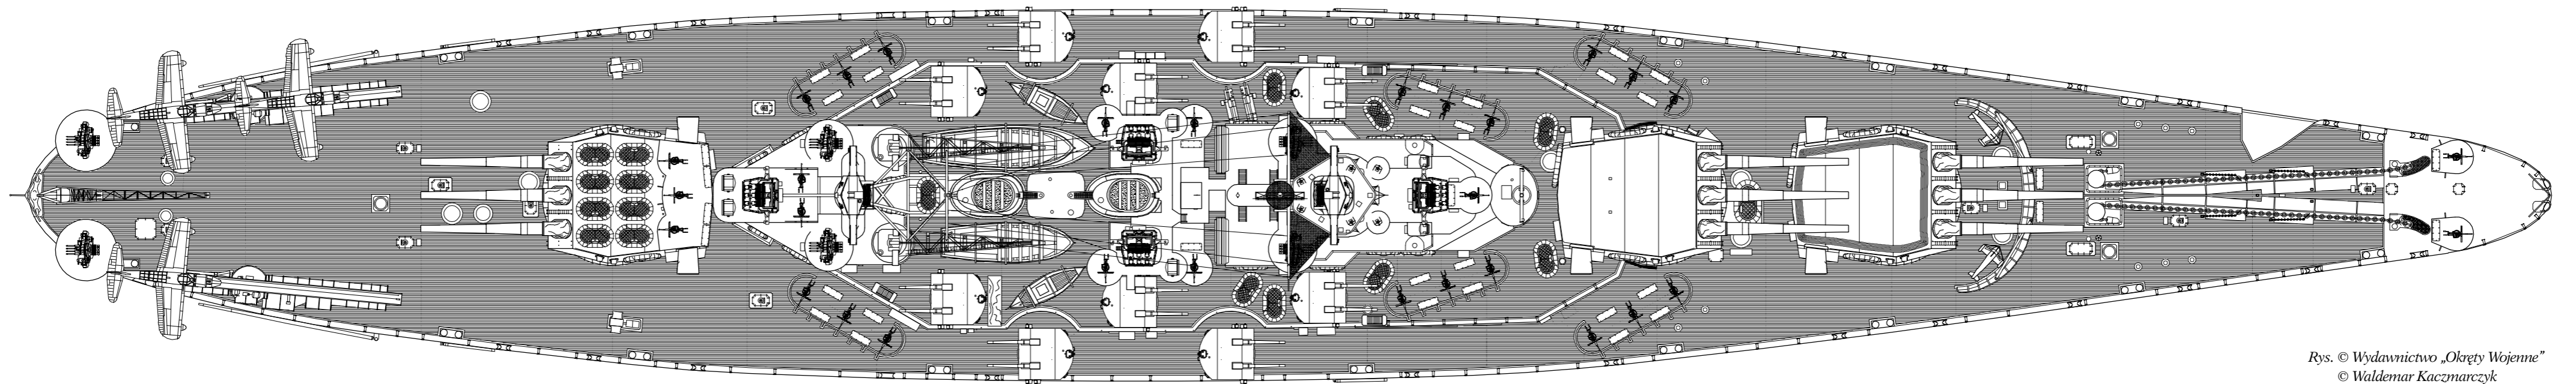 Rys. © Wydawnictwo „Okręty Wojenne”
© Waldemar Kaczmarczyk